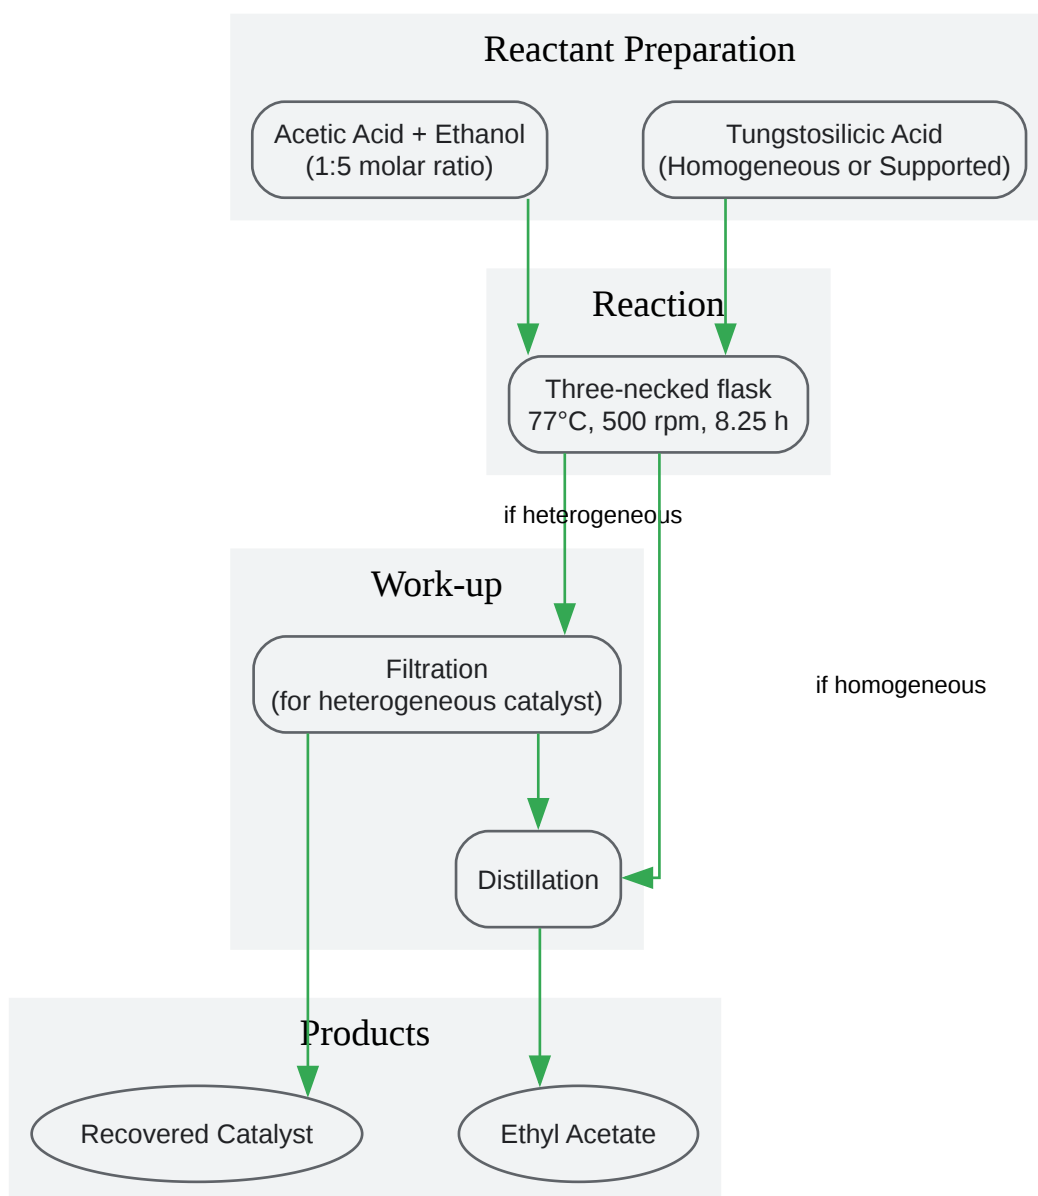 Reactant Preparation
Acetic Acid + Ethanol
(1:5 molar ratio)
Tungstosilicic Acid
(Homogeneous or Supported)
Reaction
Three-necked flask
77°C, 500 rpm, 8.25 h
if heterogeneous
Work-up
Filtration
(for heterogeneous catalyst)
if homogeneous
Distillation
Products
Recovered Catalyst
Ethyl Acetate